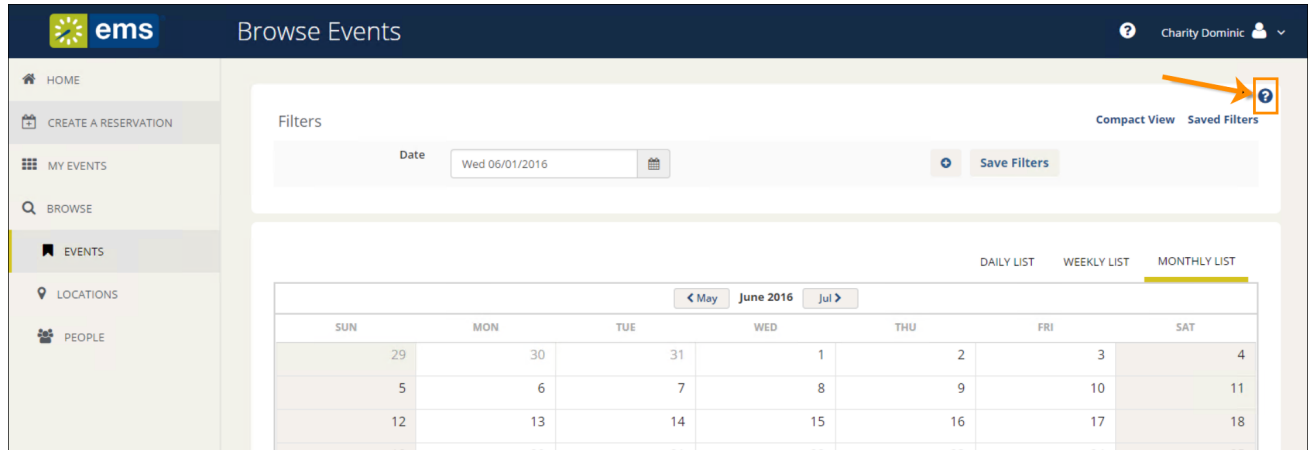 ems Browse Events ? Charity Dominic
HOME
?
CREATE A RESERVATION
Filters Compact View Saved Filters
Date Wed 06/01/2016 Save Filters
MY EVENTS
BROWSE
EVENTS
DAILY LIST WEEKLY LIST MONTHLY LIST
LOCATIONS
May June 2016 Jul
PEOPLE
SUN MON TUE WED THU FRI SAT
29 30 31 1 2 3 4
5 6 7 8 9 10 11
12 13 14 15 16 17 18